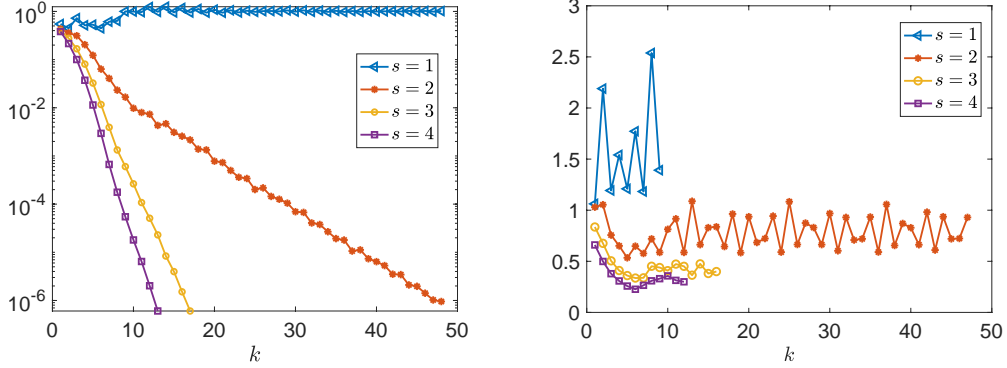 10^0
10^-2
10^-4
10^-6
0 10 20 30 40 50
k
s = 1
s = 2
s = 3
s = 4
3
2.5
2
1.5
1
0.5
0
0 10 20 30 40 50
k
s = 1
s = 2
s = 3
s = 4